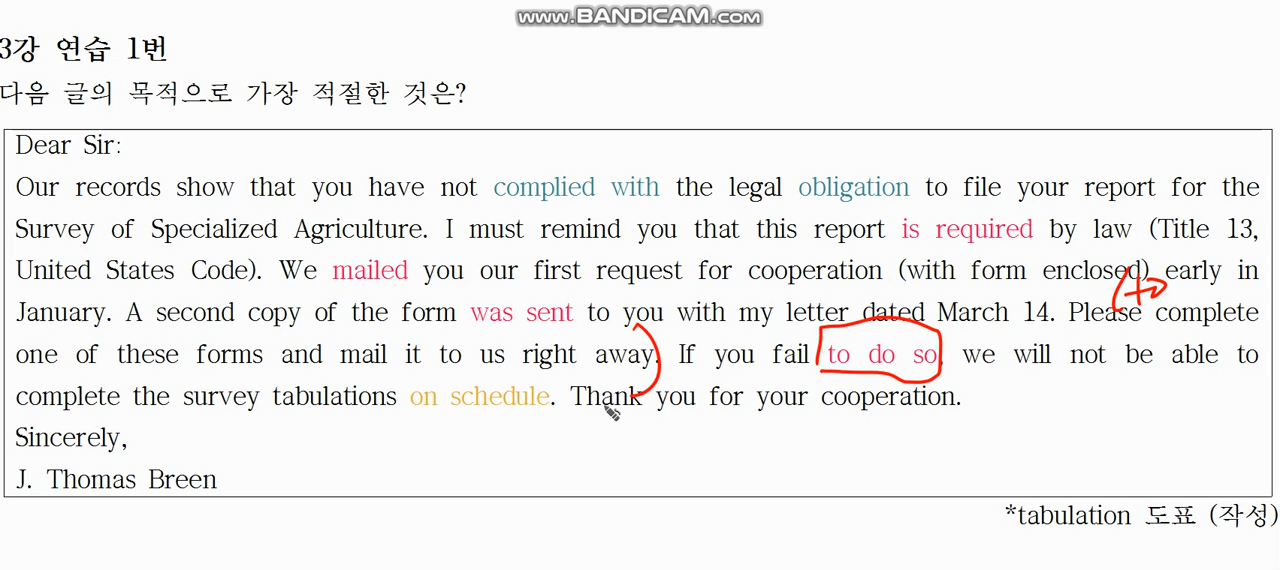 www.BANDICAM.com
3강 연습 1번
다음 글의 목적으로 가장 적절한 것은?
Dear Sir:
Our records show that you have not complied with the legal obligation to file your report for the
Survey of Specialized Agriculture. I must remind you that this report is required by law (Title 13,
United States Code). We mailed you our first request for cooperation (with form enclosed) early in
January. A second copy of the form was sent to you with my letter dated March 14. Please complete
(to
one of these forms and mail it to us right away. If you fail to do so, we will not be able to
complete the survey tabulations on schedule. Thank you for your cooperation.
Sincerely,
J. Thomas Breen
*tabulation 도표 (작성)